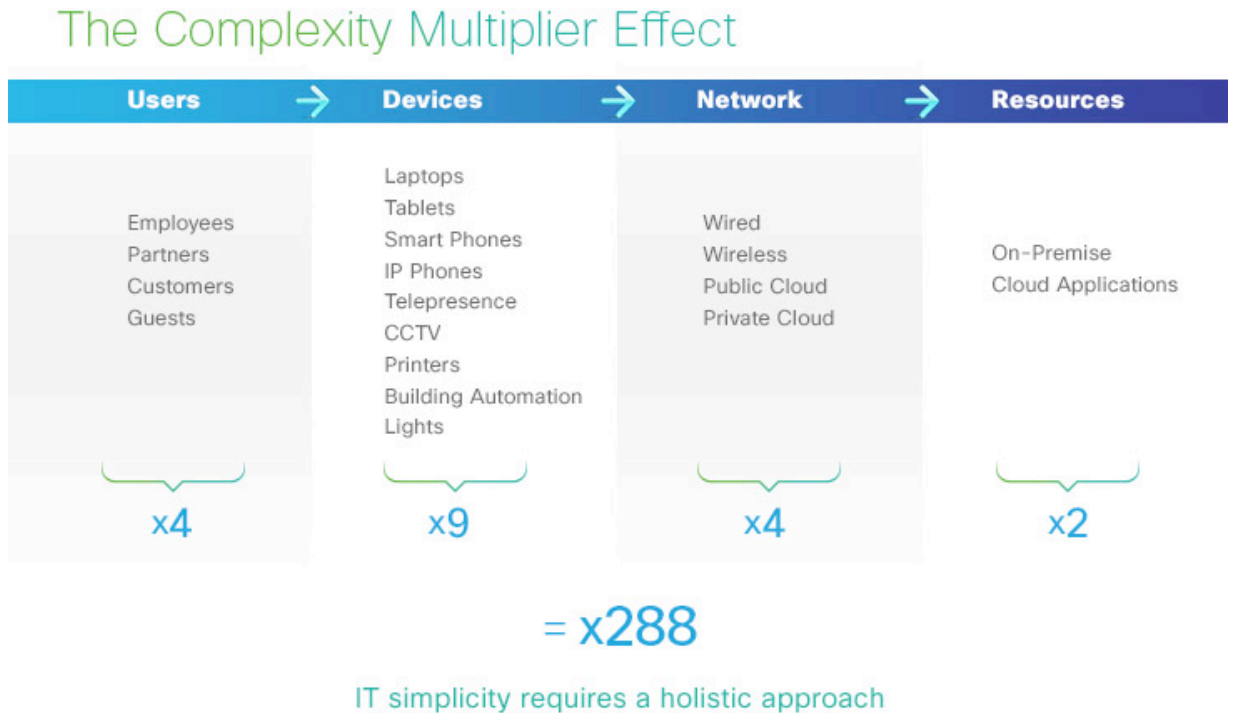 The Complexity Multiplier Effect
Users → Devices → Network → Resources
Employees
Partners
Customers
Guests
Laptops
Tablets
Smart Phones
IP Phones
Telepresence
CCTV
Printers
Building Automation
Lights
Wired
Wireless
Public Cloud
Private Cloud
On-Premise
Cloud Applications
x4
x9
x4
x2
= x288
IT simplicity requires a holistic approach